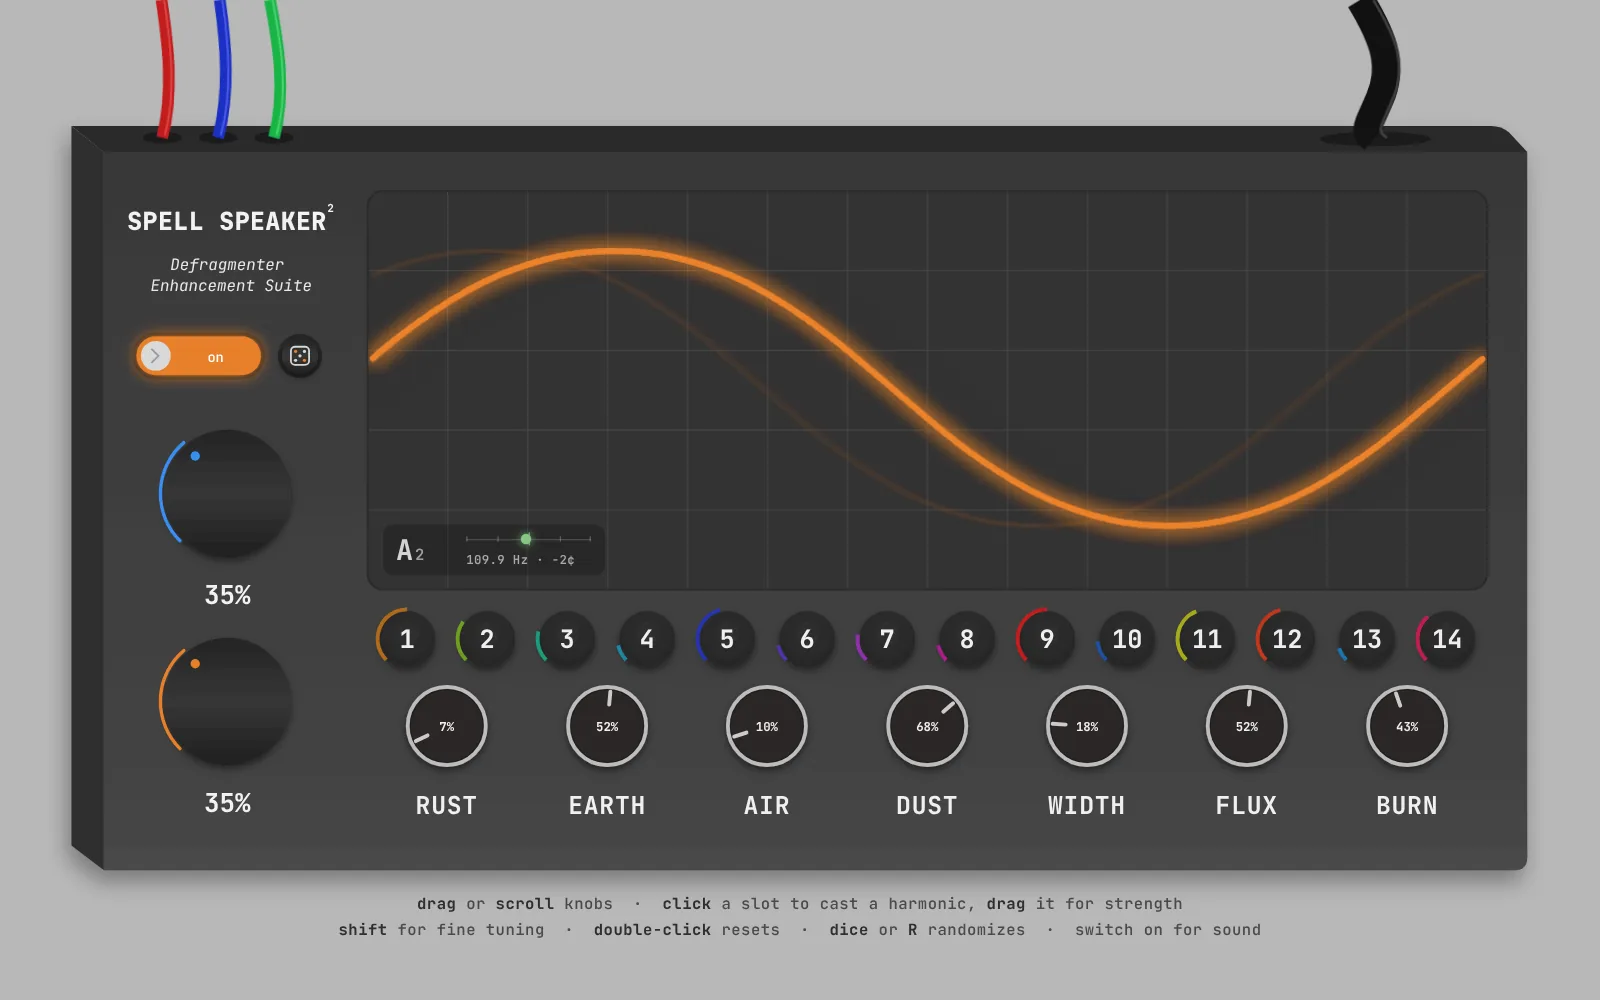 SPELL SPEAKER²
Defragmenter
Enhancement Suite
on
35%
35%
A2
109.9 Hz · -2¢
1 2 3 4 5 6 7 8 9 10 11 12 13 14
7% 52% 10% 68% 18% 52% 43%
RUST EARTH AIR DUST WIDTH FLUX BURN
drag or scroll knobs · click a slot to cast a harmonic, drag it for strength
shift for fine tuning · double-click resets · dice or R randomizes · switch on for sound